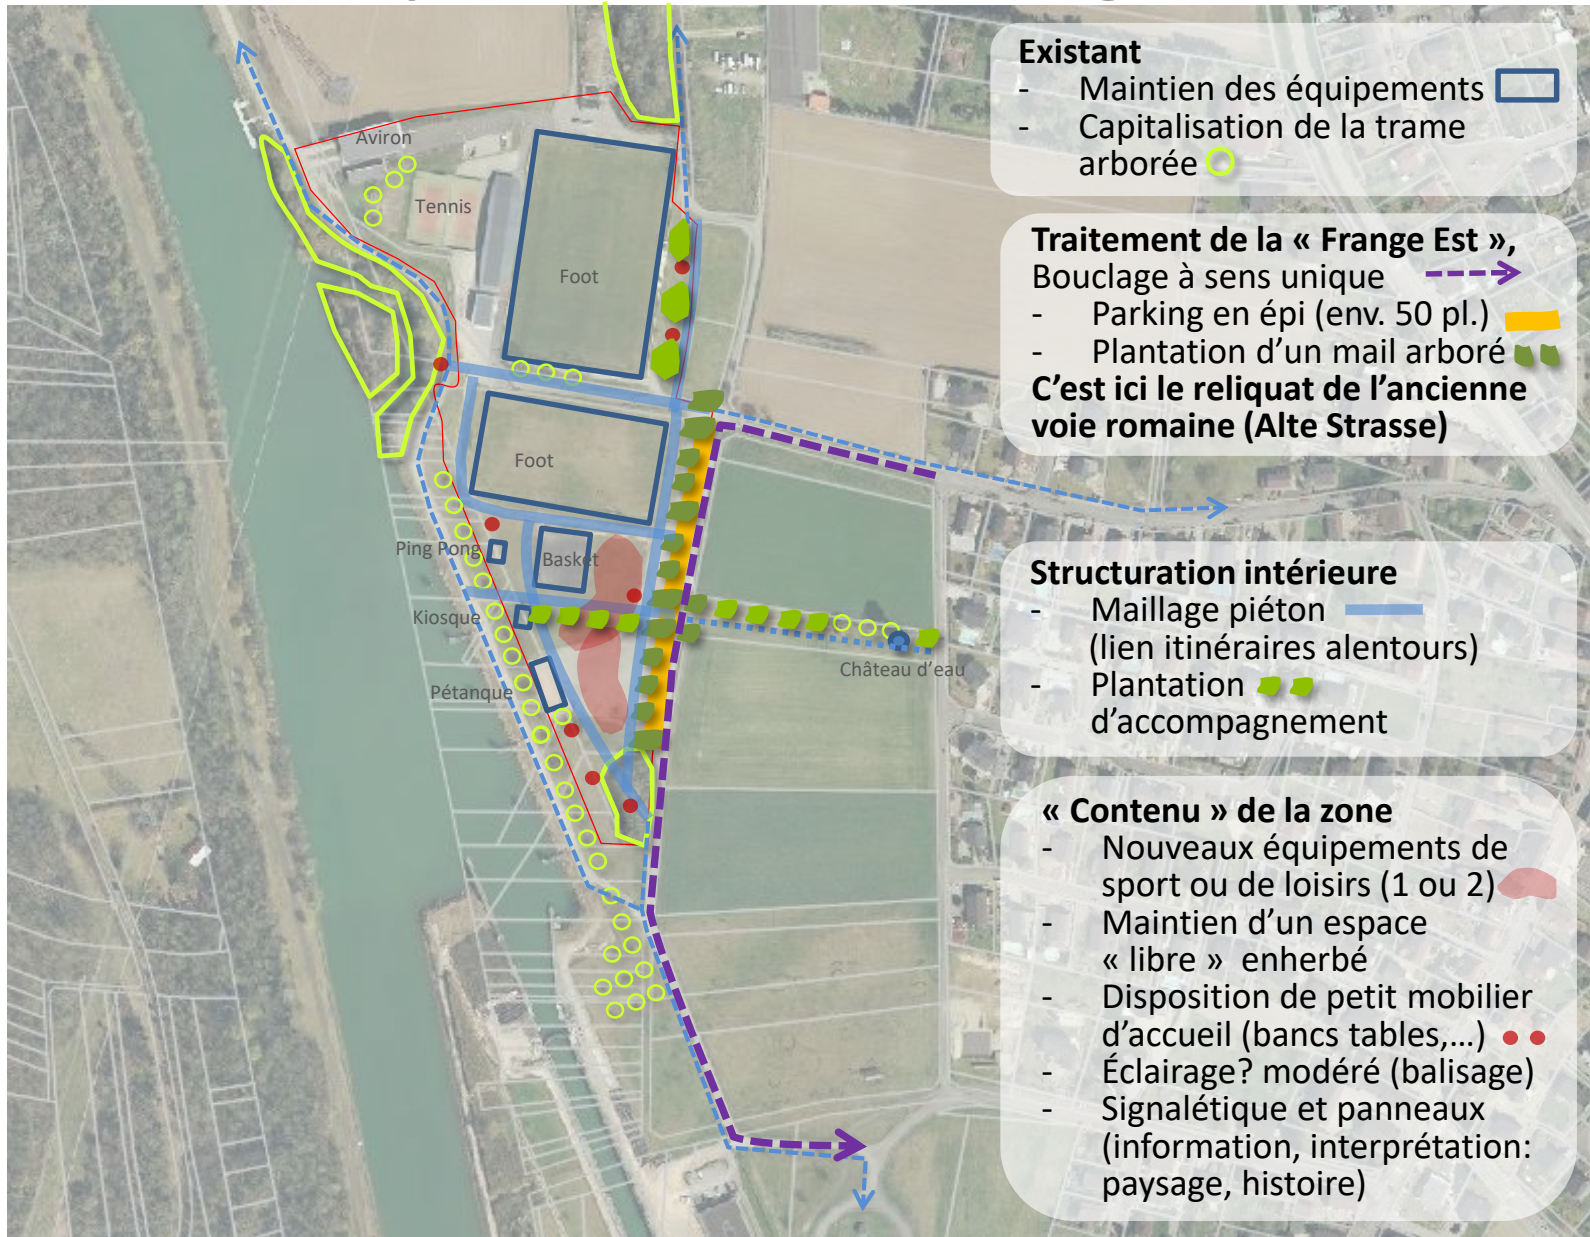 Existant
- Maintien des équipements
- Capitalisation de la trame
arborée
Traitement de la « Frange Est »,
Bouclage à sens unique
- Parking en épi (env. 50 pl.)
- Plantation d’un mail arboré
C’est ici le reliquat de l’ancienne
voie romaine (Alte Strasse)
Structuration intérieure
- Maillage piéton
(lien itinéraires alentours)
- Plantation
d’accompagnement
« Contenu » de la zone
- Nouveaux équipements de
sport ou de loisirs (1 ou 2)
- Maintien d’un espace
« libre » enherbé
- Disposition de petit mobilier
d’accueil (bancs tables,...)
- Éclairage? modéré (balisage)
- Signalétique et panneaux
(information, interprétation:
paysage, histoire)
Aviron
Tennis
Foot
Foot
Ping Pong
Basket
Kiosque
Pétanque
Château d’eau